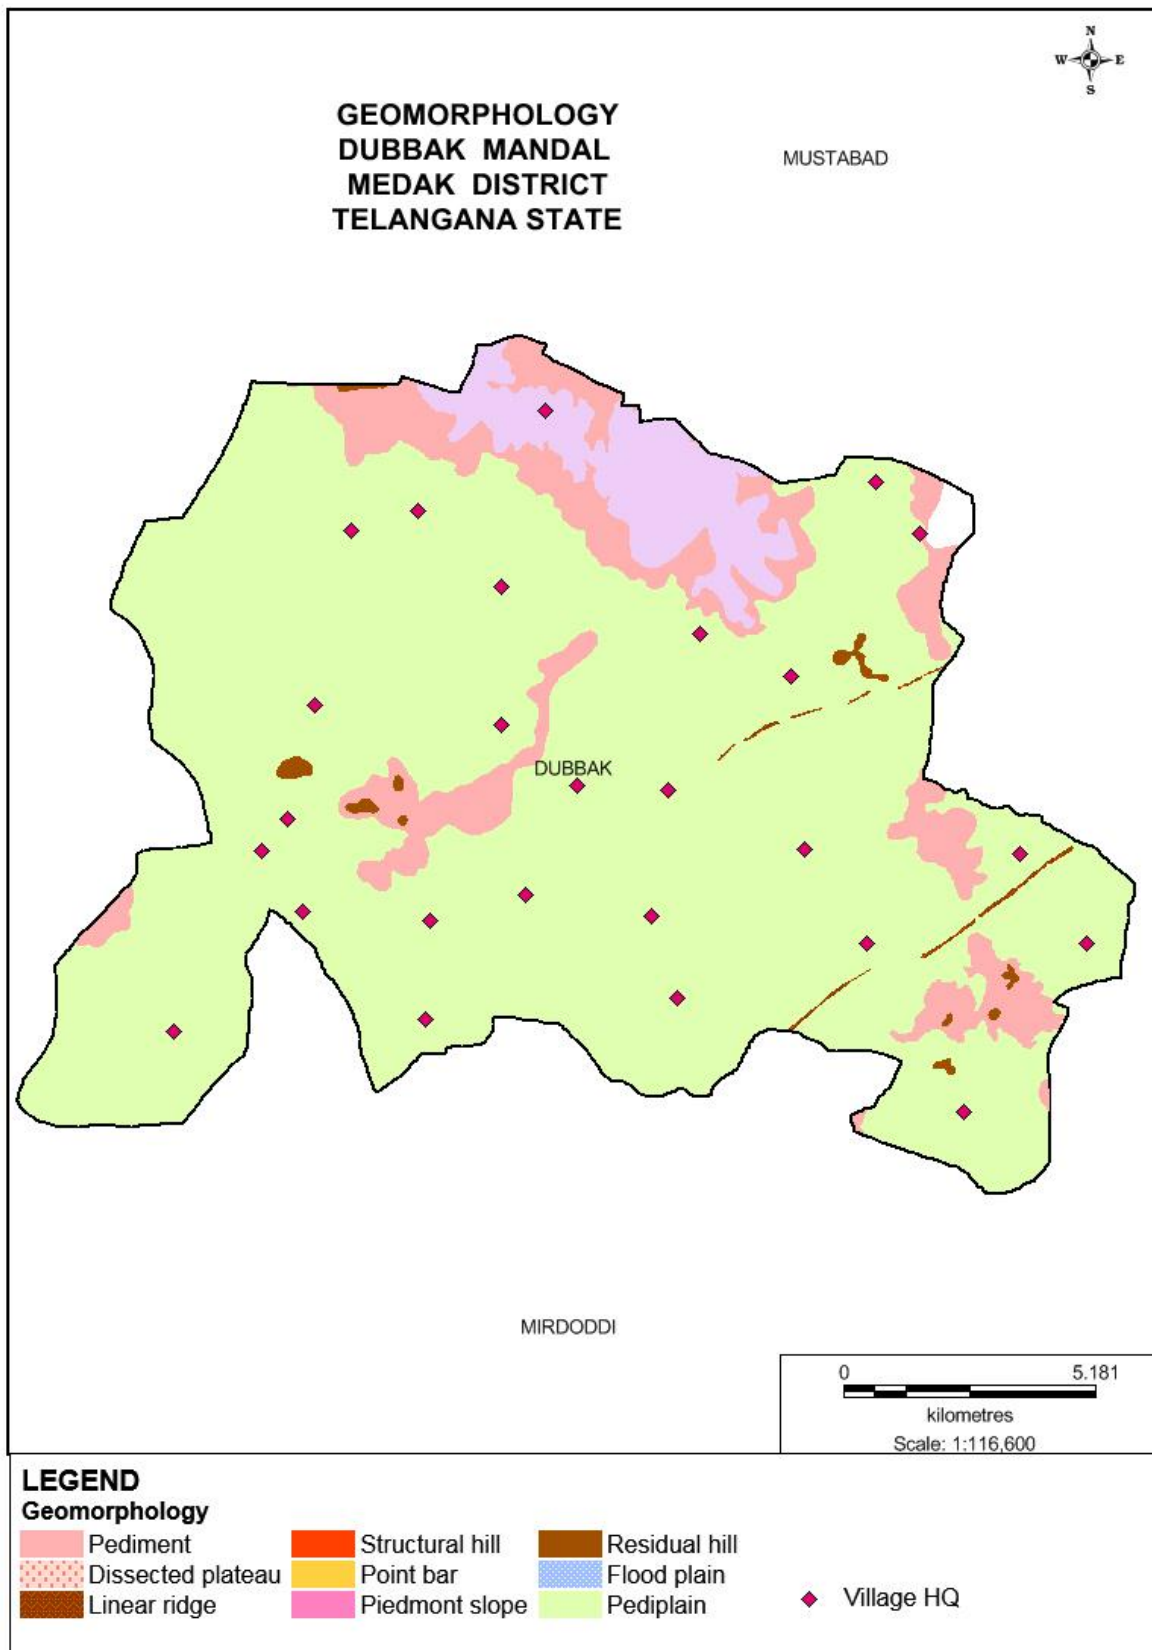 N
W E
S
GEOMORPHOLOGY
DUBBAK MANDAL
MEDAK DISTRICT
TELANGANA STATE
MUSTABAD
DUBBAK
MIRDODDI
0 5.181
kilometres
Scale: 1:116,600
LEGEND
Geomorphology
Pediment
Dissected plateau
Linear ridge
Structural hill
Point bar
Piedmont slope
Residual hill
Flood plain
Pediplain
Village HQ